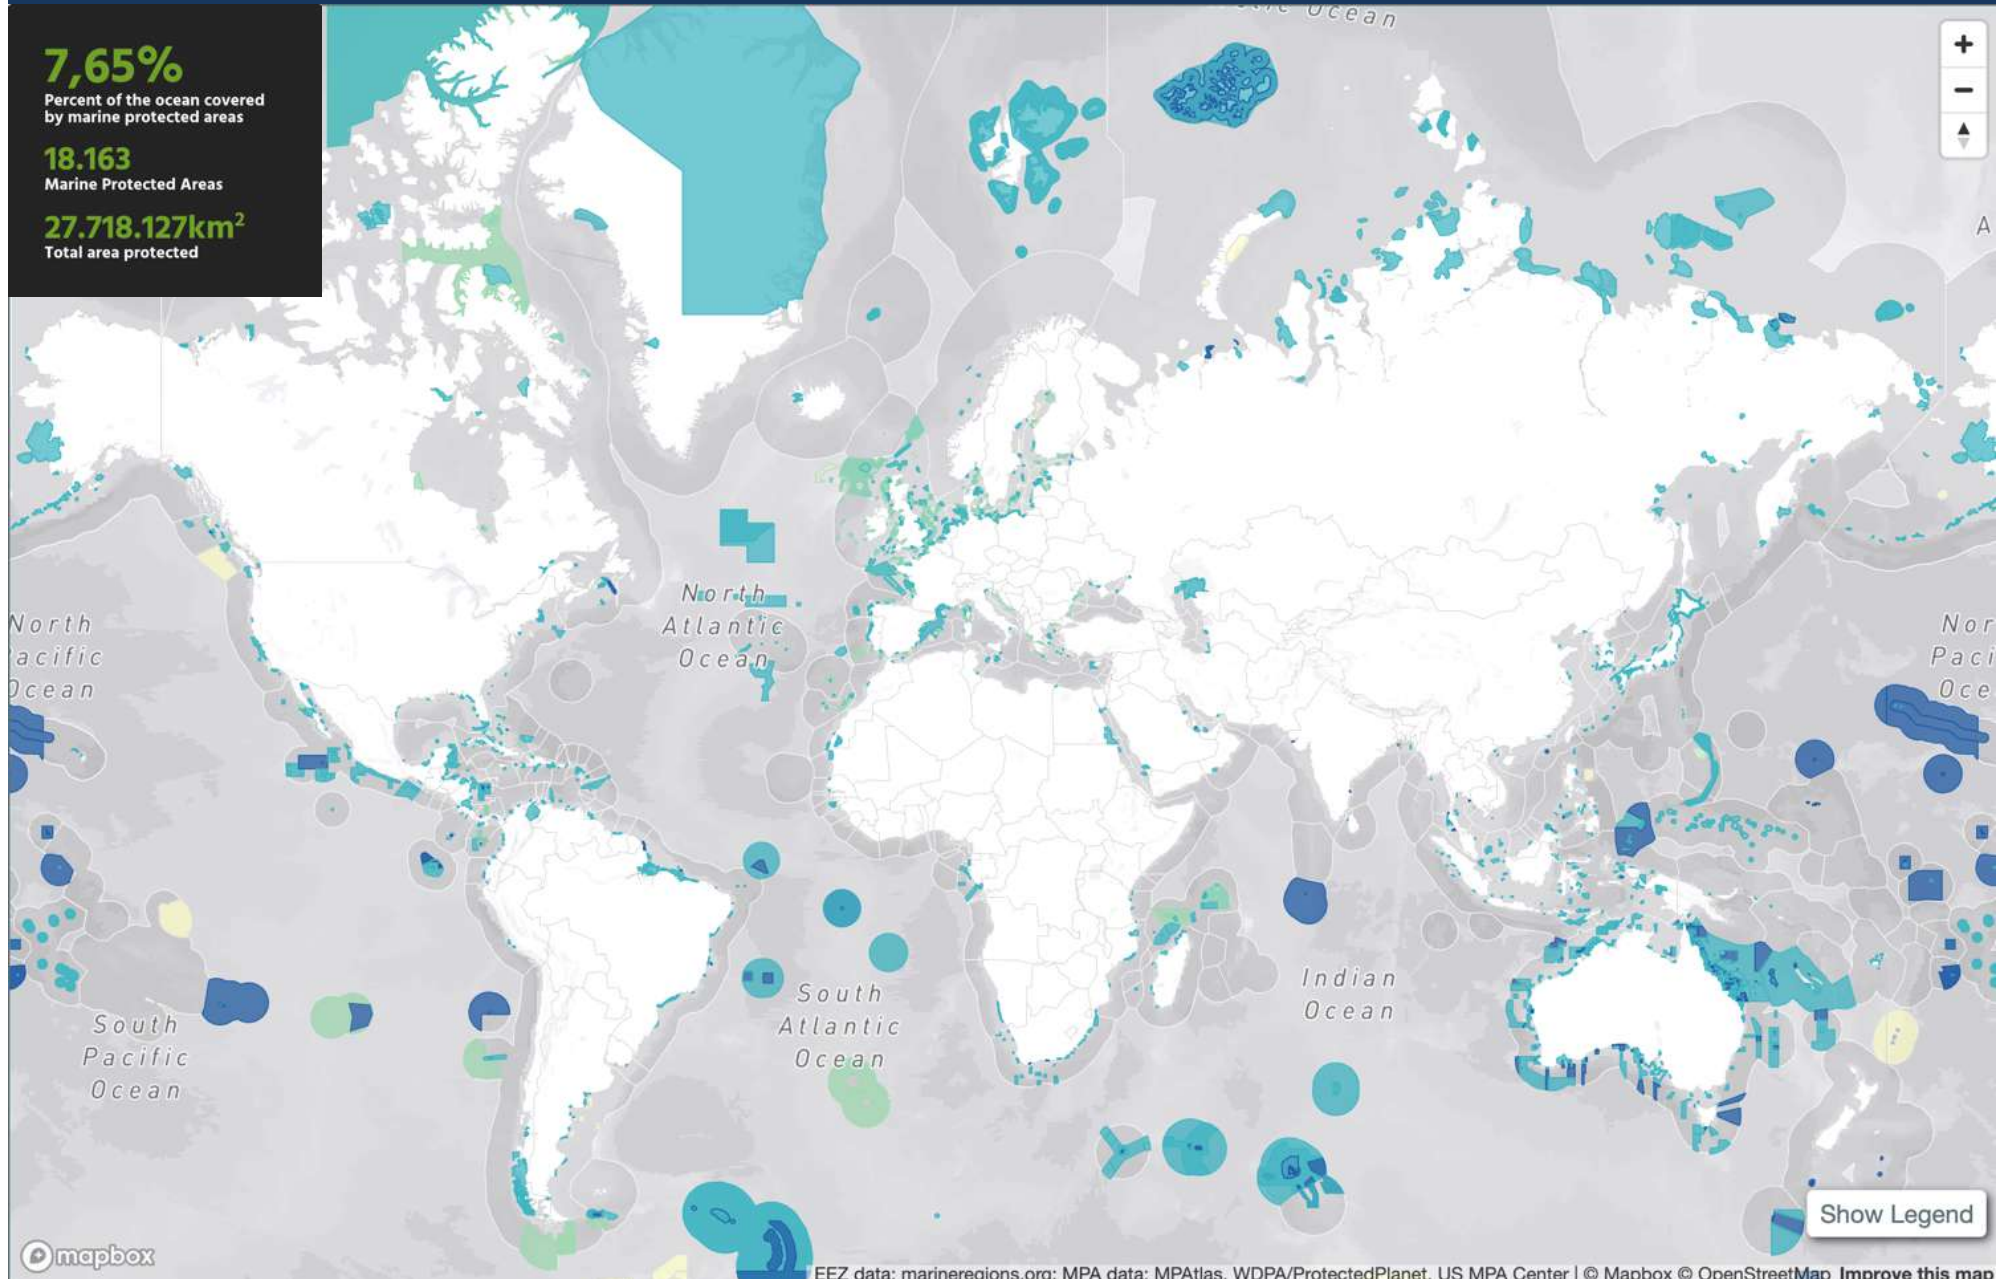 7,65%
Percent of the ocean covered
by marine protected areas
18.163
Marine Protected Areas
27.718.127km²
Total area protected
Ocean
+
−
A
North
Atlantic
Ocean
North
acific
Ocean
Nor
Paci
Oce
South
Pacific
Ocean
South
Atlantic
Ocean
Indian
Ocean
Show Legend
mapbox
EEZ data: marineregions.org; MPA data: MPAtlas, WDPA/ProtectedPlanet, US MPA Center | © Mapbox © OpenStreetMap Improve this map